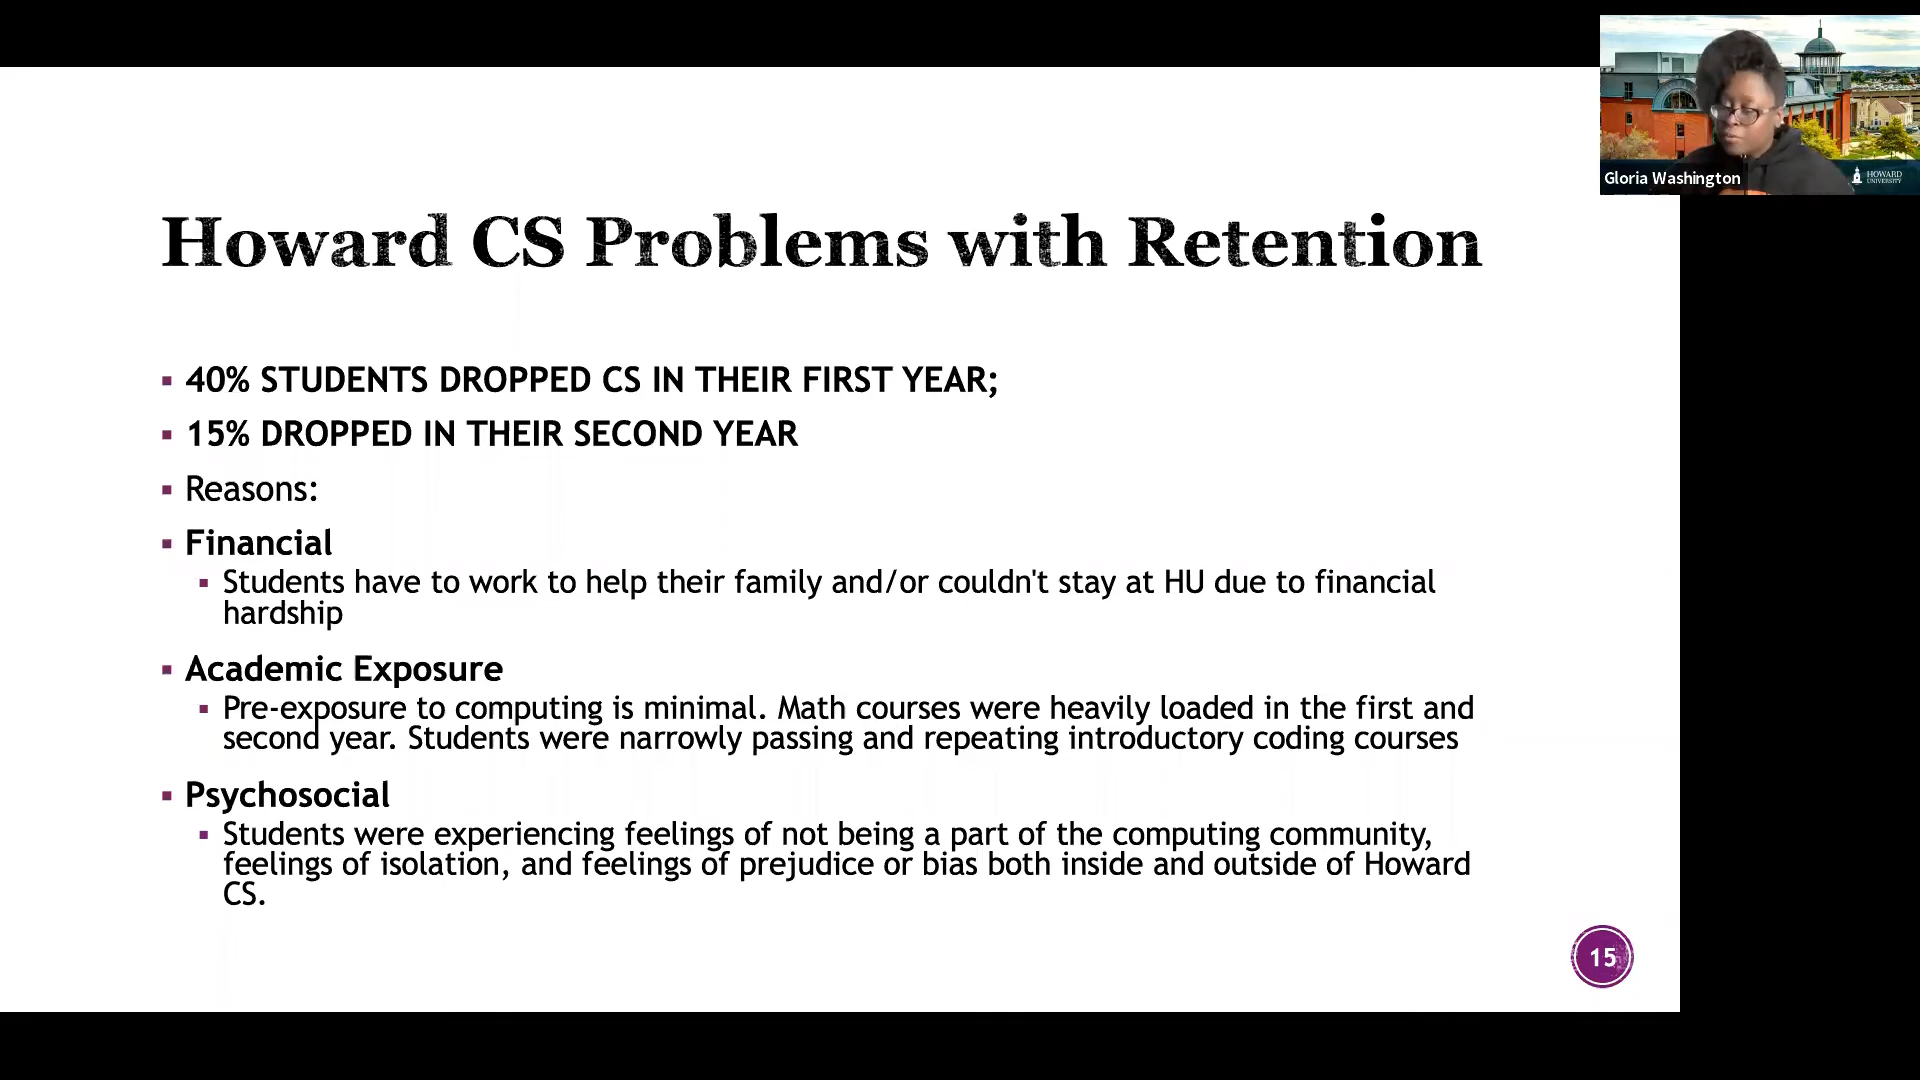 Gloria Washington
HOWARD
UNIVERSITY
Howard CS Problems with Retention
40% STUDENTS DROPPED CS IN THEIR FIRST YEAR;
15% DROPPED IN THEIR SECOND YEAR
Reasons:
Financial
Students have to work to help their family and/or couldn't stay at HU due to financial
hardship
Academic Exposure
Pre-exposure to computing is minimal. Math courses were heavily loaded in the first and
second year. Students were narrowly passing and repeating introductory coding courses
Psychosocial
Students were experiencing feelings of not being a part of the computing community,
feelings of isolation, and feelings of prejudice or bias both inside and outside of Howard
CS.
15